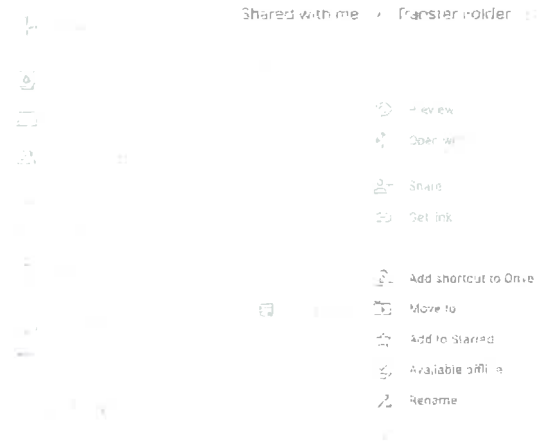 Shared with me › Transfer Folder
Preview
Open with
Share
Get link
Add shortcut to Drive
Move to
Add to Starred
Available offline
Rename